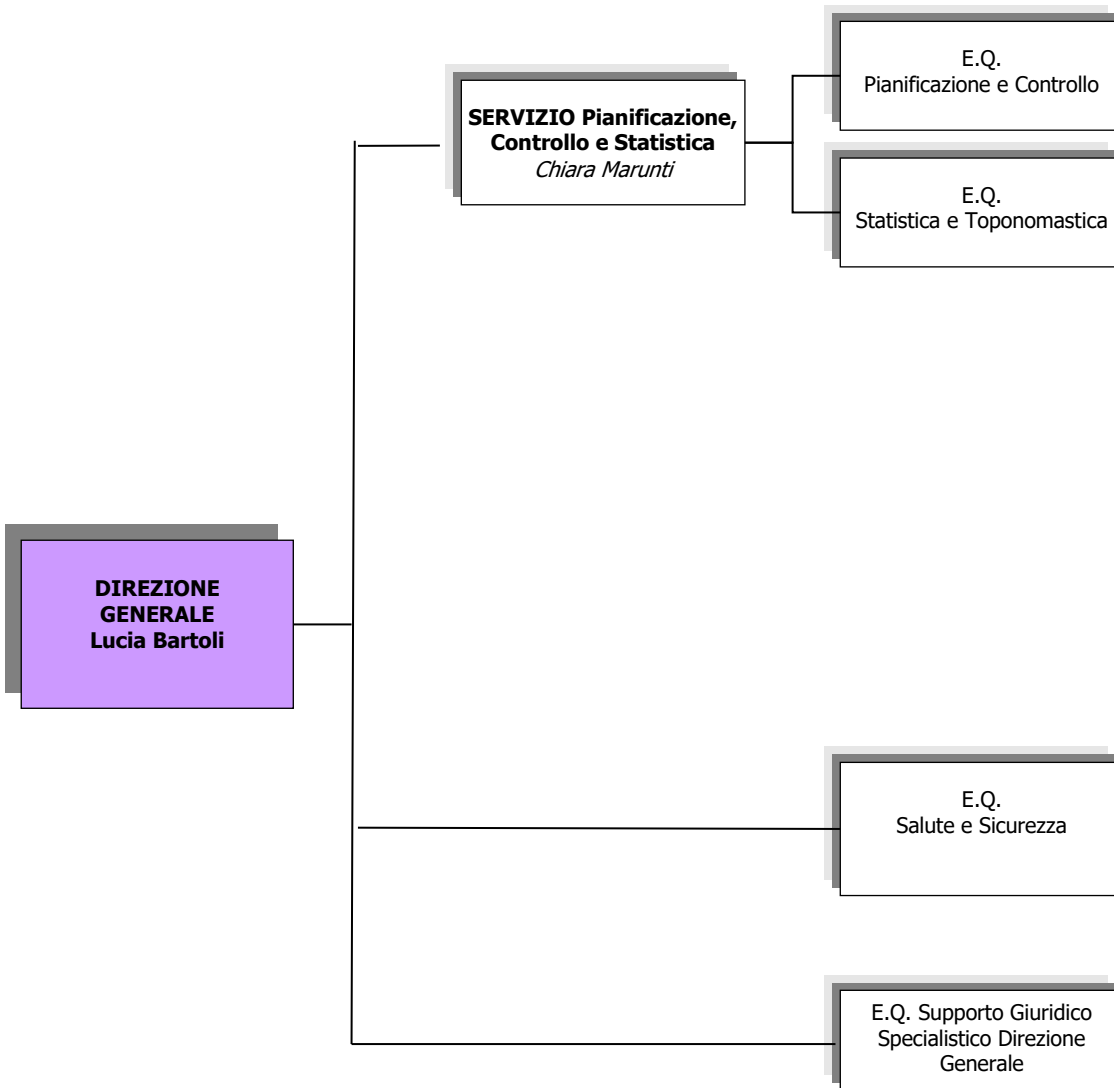 E.Q.
Pianificazione e Controllo
SERVIZIO Pianificazione,
Controllo e Statistica
Chiara Marunti
E.Q.
Statistica e Toponomastica
DIREZIONE
GENERALE
Lucia Bartoli
E.Q.
Salute e Sicurezza
E.Q. Supporto Giuridico
Specialistico Direzione
Generale